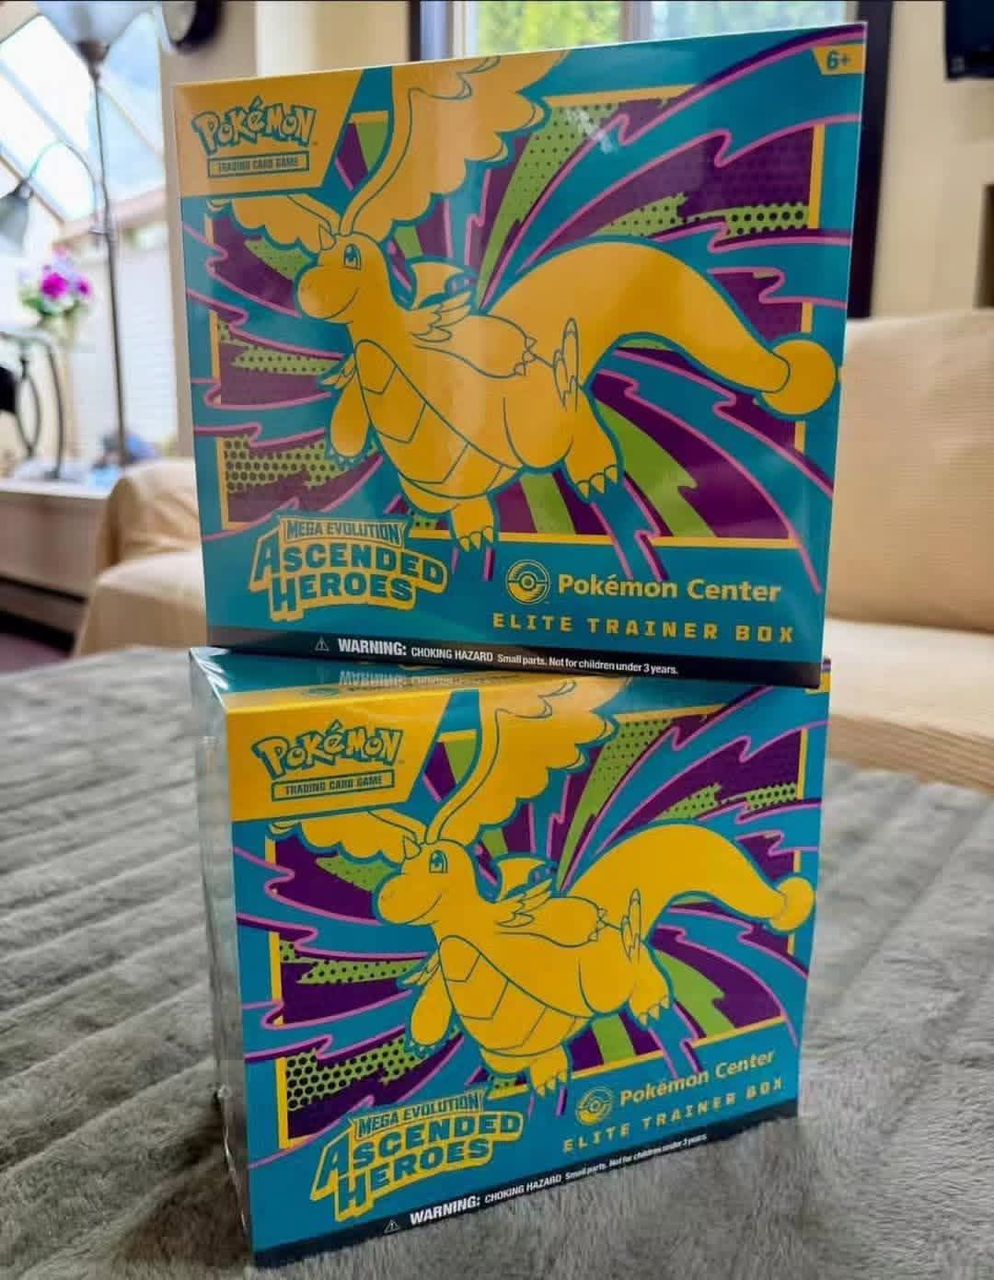 6+
POKéMON
TRADING CARD GAME
MEGA EVOLUTION
ASCENDED
HEROES
Pokémon Center
ELITE TRAINER BOX
WARNING: CHOKING HAZARD Small parts. Not for children under 3 years.
WARNING:
POKéMON
TRADING CARD GAME
MEGA EVOLUTION
ASCENDED
HEROES
Pokémon Center
ELITE TRAINER BOX
WARNING: CHOKING HAZARD Small parts. Not for children under 3 years.